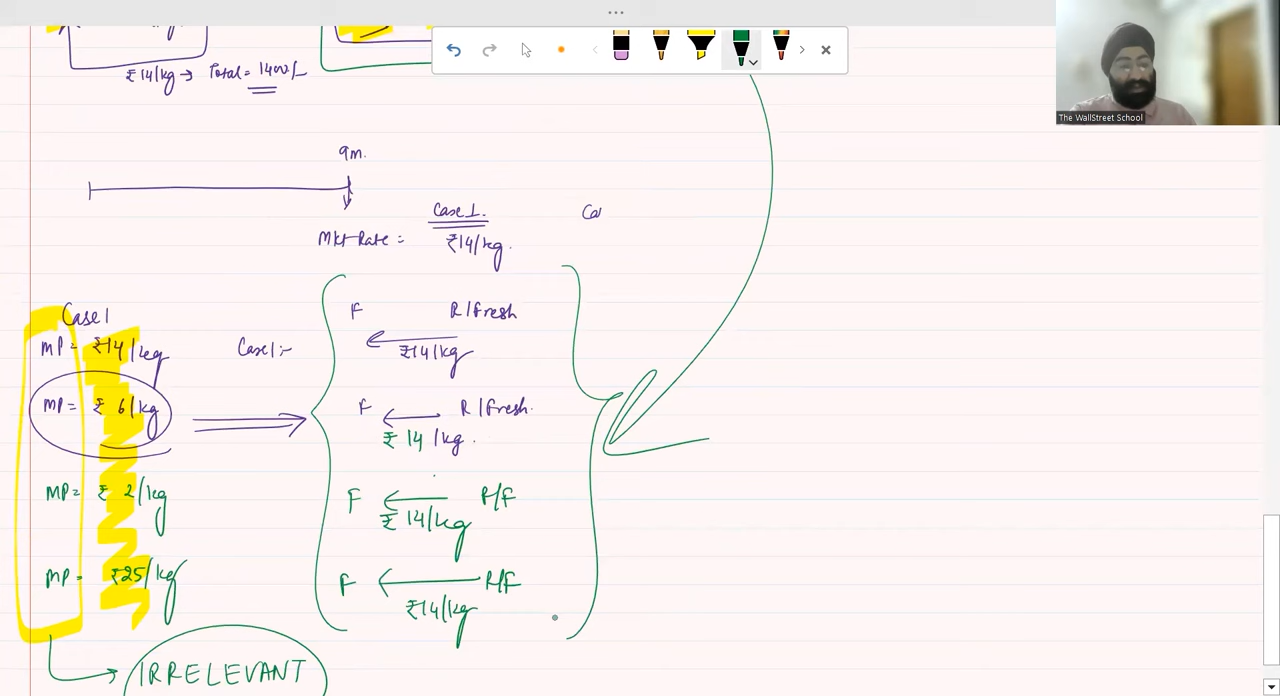 ₹14/kg → Total = 1400/-
The WallStreet School
9m.
Case 1.
Ca
Mkt Rate =
₹14/kg.
Case 1
MP = ₹14/kg
Case 1:-
F
R/Fresh
₹14/kg
MP = ₹ 6/kg
F
R/Fresh.
₹ 14/kg.
MP = ₹ 2/kg
F
R/F
₹ 14/kg
MP = ₹25/kg
F
R/F
₹14/kg
IRRELEVANT